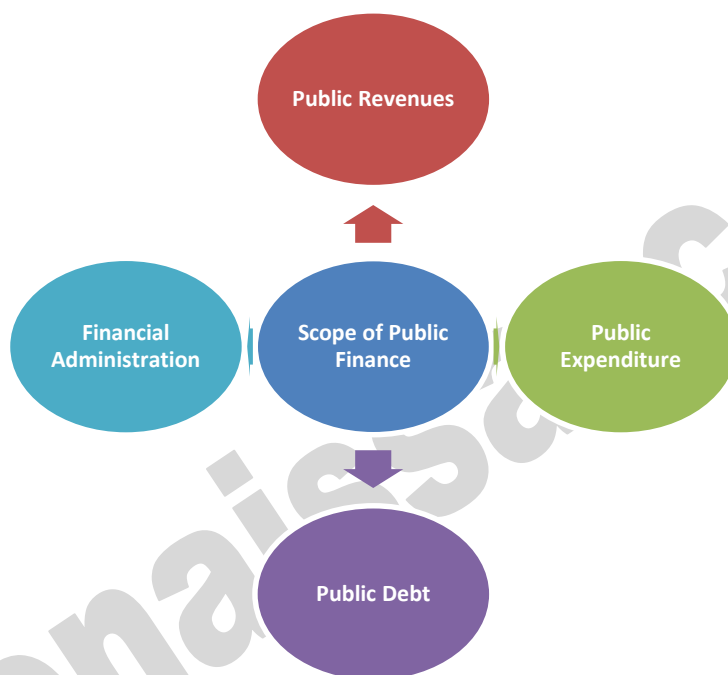 Public Revenues
Financial
Administration
Scope of Public
Finance
Public
Expenditure
Public Debt